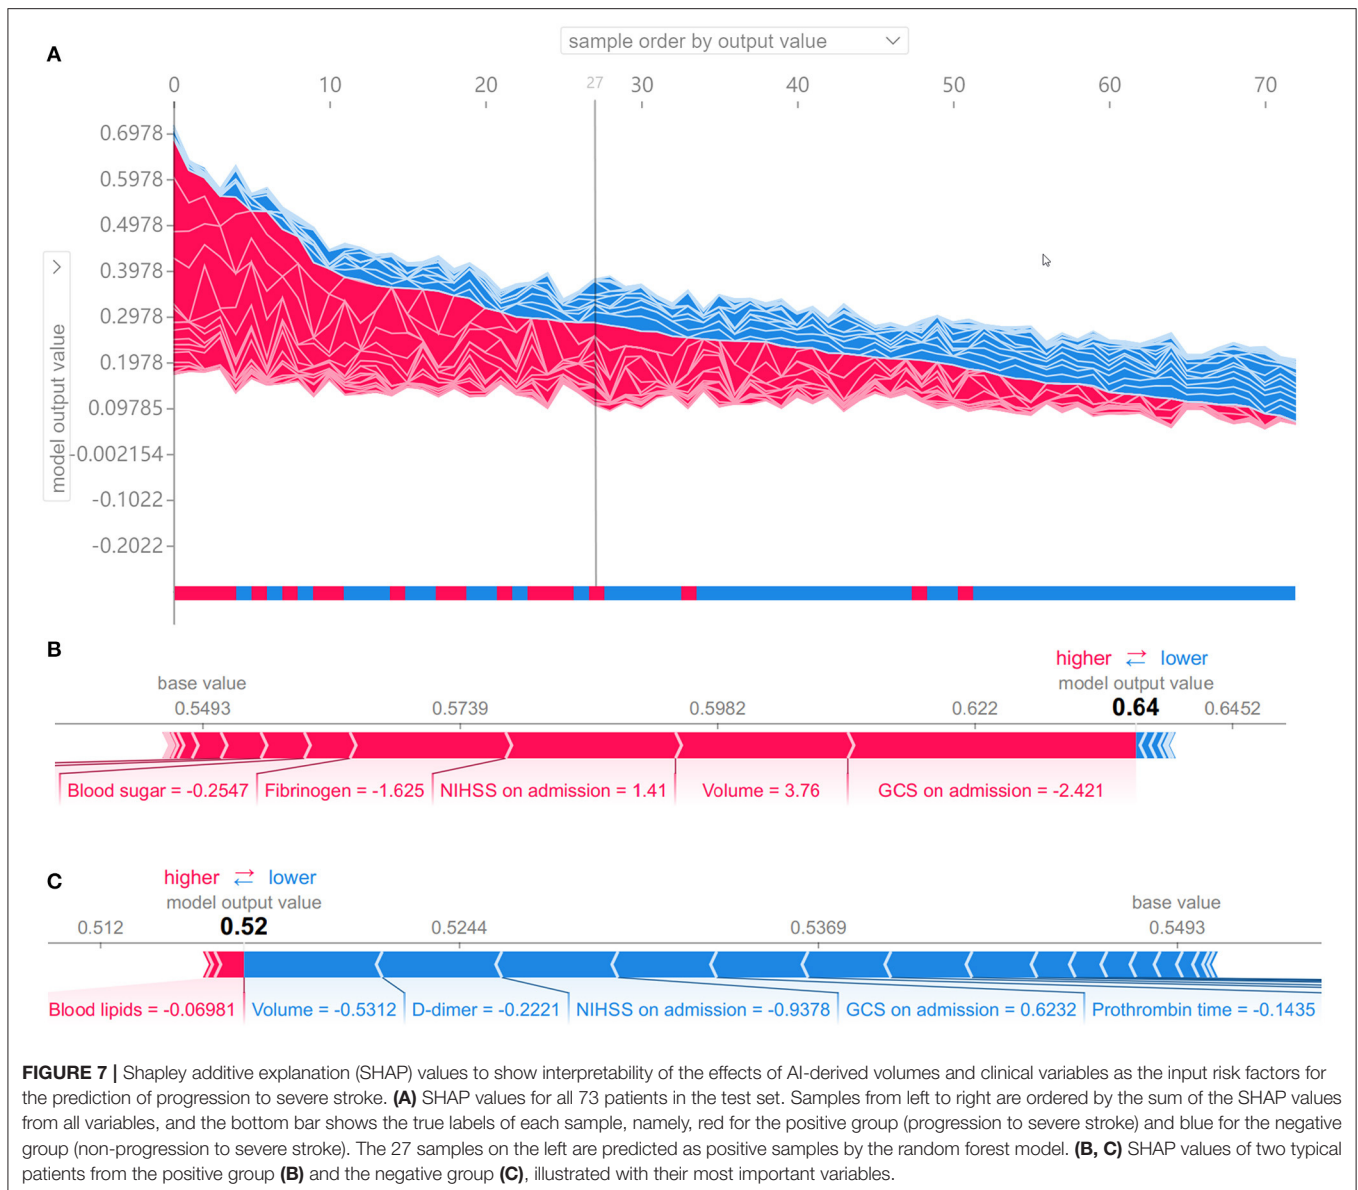 A
sample order by output value
0 10 20 27 30 40 50 60 70
0.6978
0.5978
0.4978
0.3978
0.2978
0.1978
0.09785
-0.002154
-0.1022
-0.2022
model output value
B
higher lower
base value model output value
0.5493 0.5739 0.5982 0.622 0.64 0.6452
Blood sugar = -0.2547 Fibrinogen = -1.625 NIHSS on admission = 1.41 Volume = 3.76 GCS on admission = -2.421
C
higher lower
model output value base value
0.512 0.52 0.5244 0.5369 0.5493
Blood lipids = -0.06981 Volume = -0.5312 D-dimer = -0.2221 NIHSS on admission = -0.9378 GCS on admission = 0.6232 Prothrombin time = -0.1435
FIGURE 7 | Shapley additive explanation (SHAP) values to show interpretability of the effects of AI-derived volumes and clinical variables as the input risk factors for
the prediction of progression to severe stroke. (A) SHAP values for all 73 patients in the test set. Samples from left to right are ordered by the sum of the SHAP values
from all variables, and the bottom bar shows the true labels of each sample, namely, red for the positive group (progression to severe stroke) and blue for the negative
group (non-progression to severe stroke). The 27 samples on the left are predicted as positive samples by the random forest model. (B, C) SHAP values of two typical
patients from the positive group (B) and the negative group (C), illustrated with their most important variables.